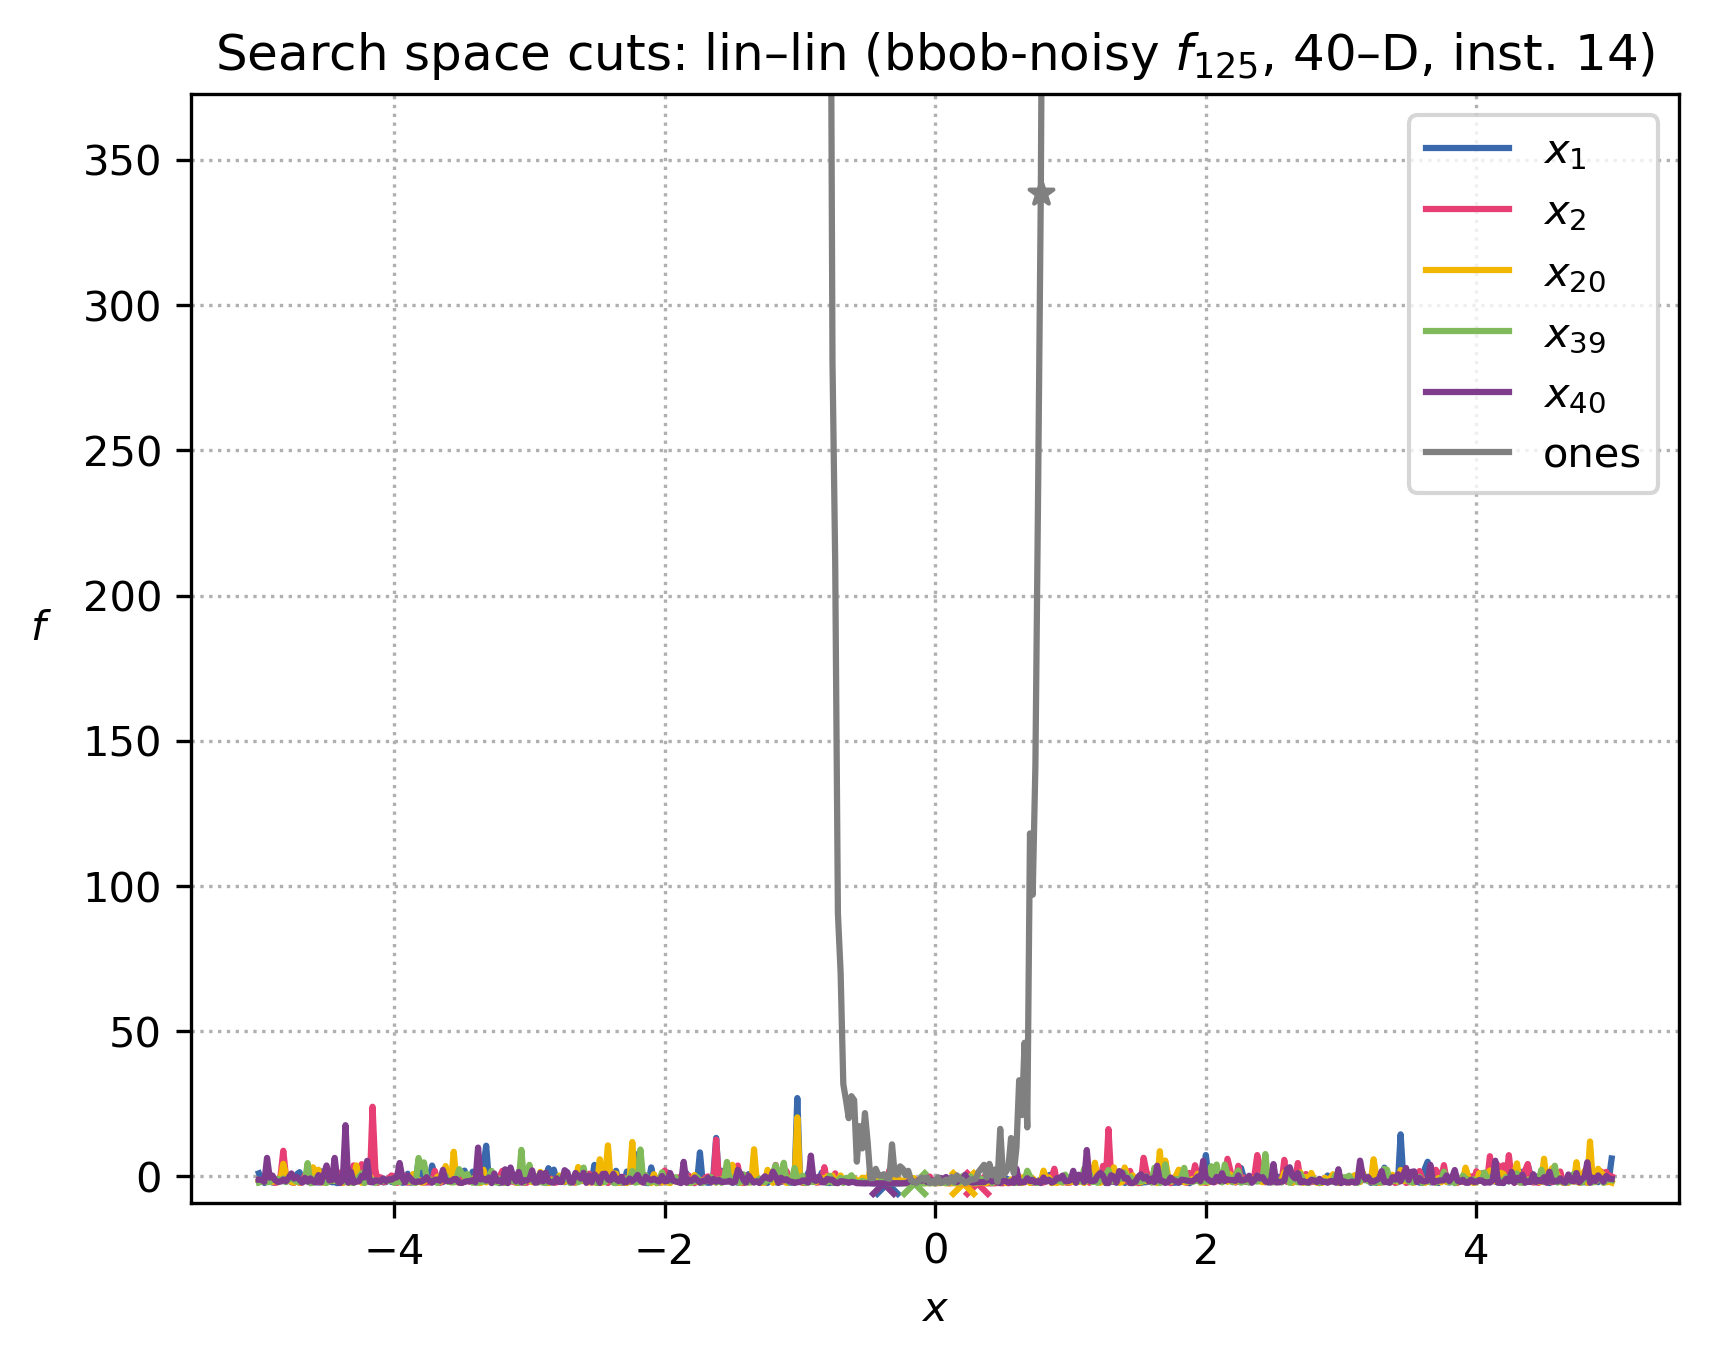 Search space cuts: lin–lin (bbob-noisy f₁₂₅, 40–D, inst. 14)
350
300
250
200
150
100
50
0
f
−4
−2
0
2
4
x
x₁
x₂
x₂₀
x₃₉
x₄₀
ones